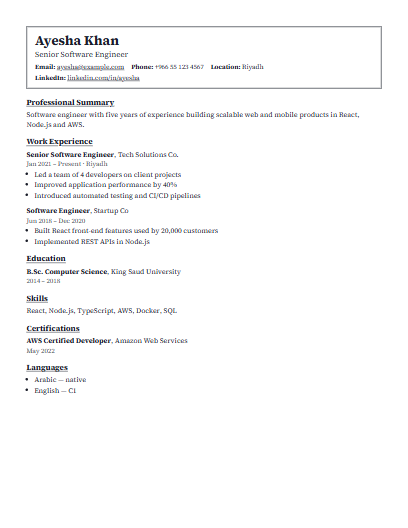 Ayesha Khan
Senior Software Engineer
Email: ayesha@example.com Phone: +966 55 123 4567 Location: Riyadh
LinkedIn: linkedin.com/in/ayesha
Professional Summary
Software engineer with five years of experience building scalable web and mobile products in React,
Node.js and AWS.
Work Experience
Senior Software Engineer, Tech Solutions Co.
Jan 2021 – Present · Riyadh
• Led a team of 4 developers on client projects
• Improved application performance by 40%
• Introduced automated testing and CI/CD pipelines
Software Engineer, Startup Co
Jun 2018 – Dec 2020
• Built React front-end features used by 20,000 customers
• Implemented REST APIs in Node.js
Education
B.Sc. Computer Science, King Saud University
2014 – 2018
Skills
React, Node.js, TypeScript, AWS, Docker, SQL
Certifications
AWS Certified Developer, Amazon Web Services
May 2022
Languages
• Arabic — native
• English — C1